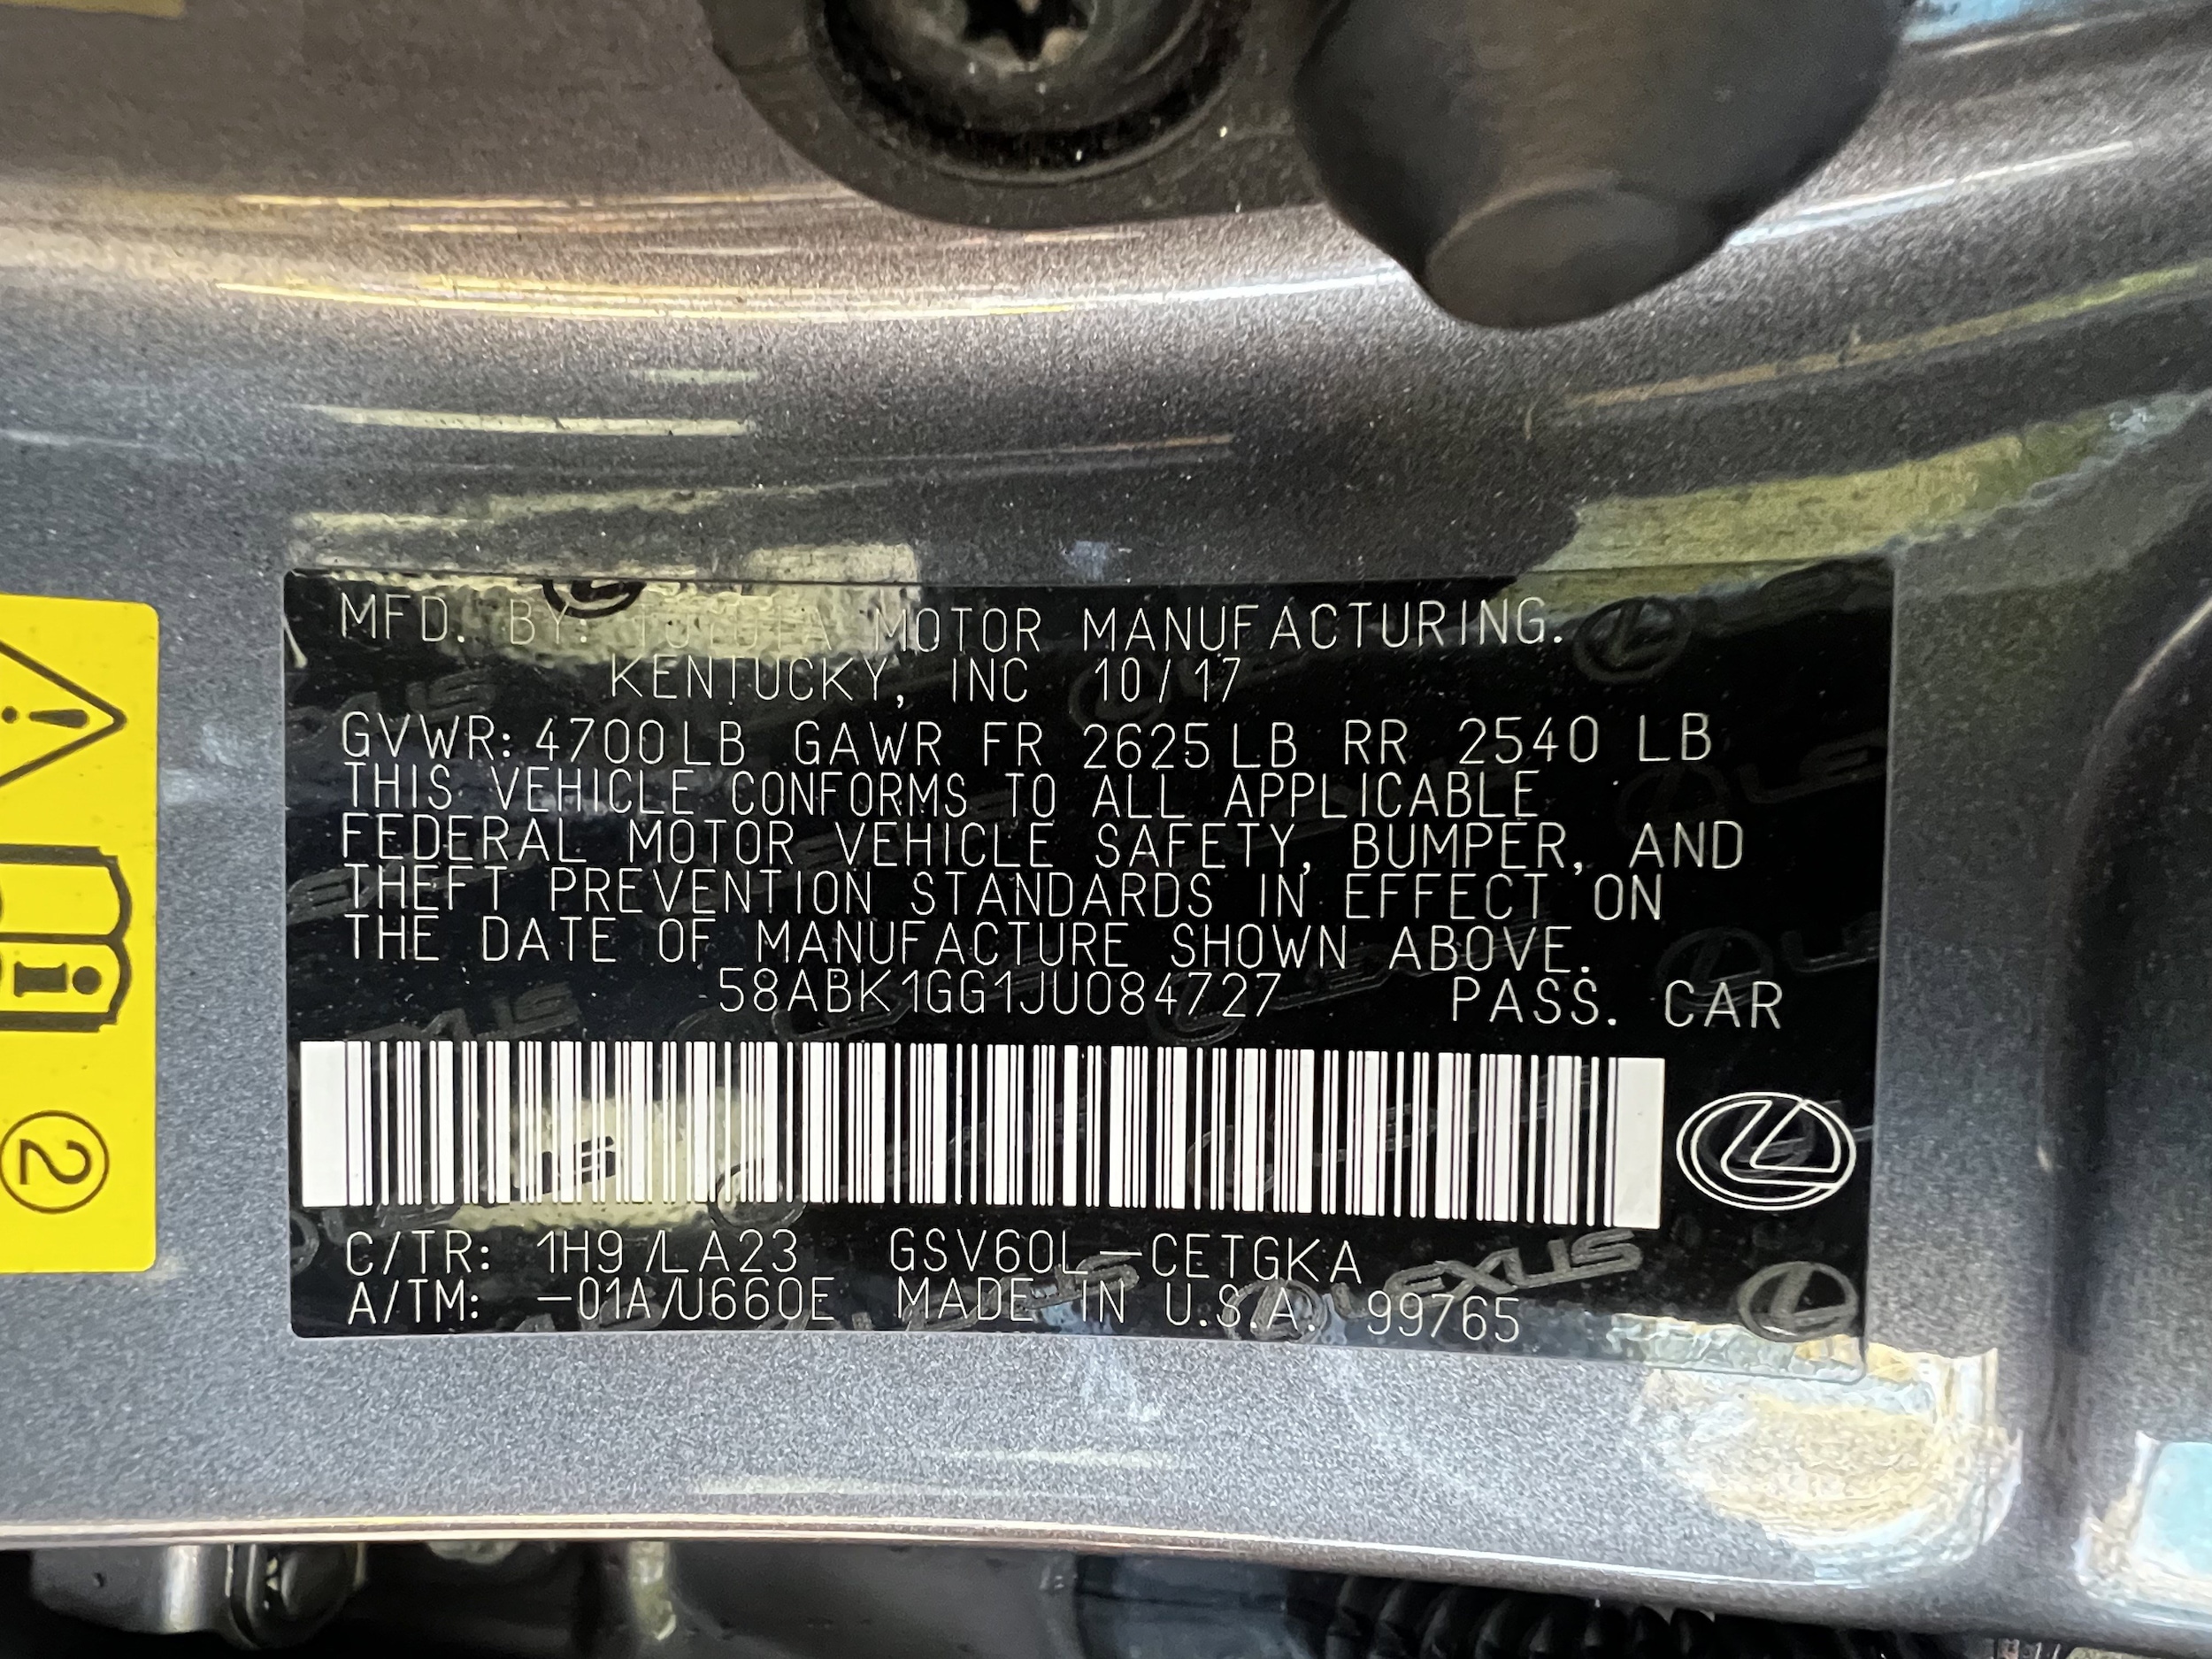 MFD. BY: TOYOTA MOTOR MANUFACTURING.
KENTUCKY, INC 10/17
GVWR: 4700LB GAWR FR 2625LB RR 2540 LB
THIS VEHICLE CONFORMS TO ALL APPLICABLE
FEDERAL MOTOR VEHICLE SAFETY, BUMPER, AND
THEFT PREVENTION STANDARDS IN EFFECT ON
THE DATE OF MANUFACTURE SHOWN ABOVE.
58ABK1GG1JU084727 PASS. CAR
C/TR: 1H9/LA23 GSV60L-CETGKA
A/TM: -01A/U660E MADE IN U.S.A. 99765
LEXUS
2